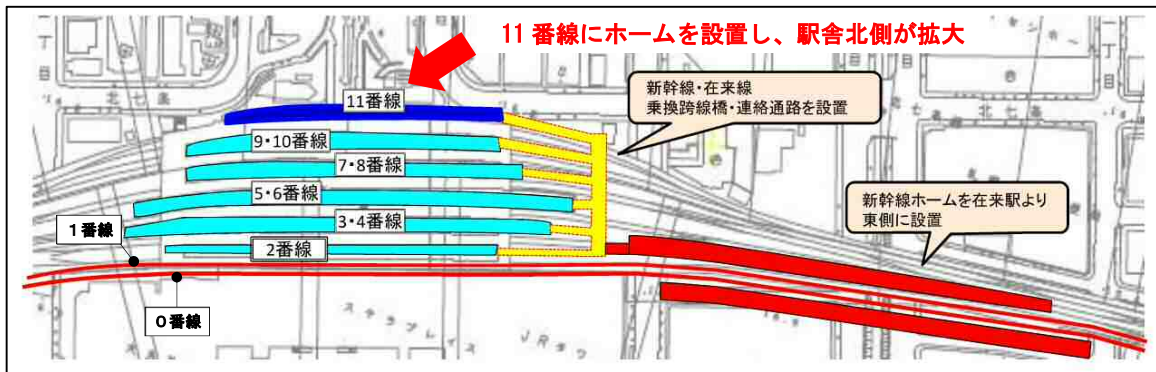 11番線にホームを設置し、駅舎北側が拡大
新幹線・在来線
乗換跨線橋・連絡通路を設置
11番線
9・10番線
7・8番線
5・6番線
3・4番線
2番線
1番線
0番線
新幹線ホームを在来駅より
東側に設置
北七条
北七条
一丁目